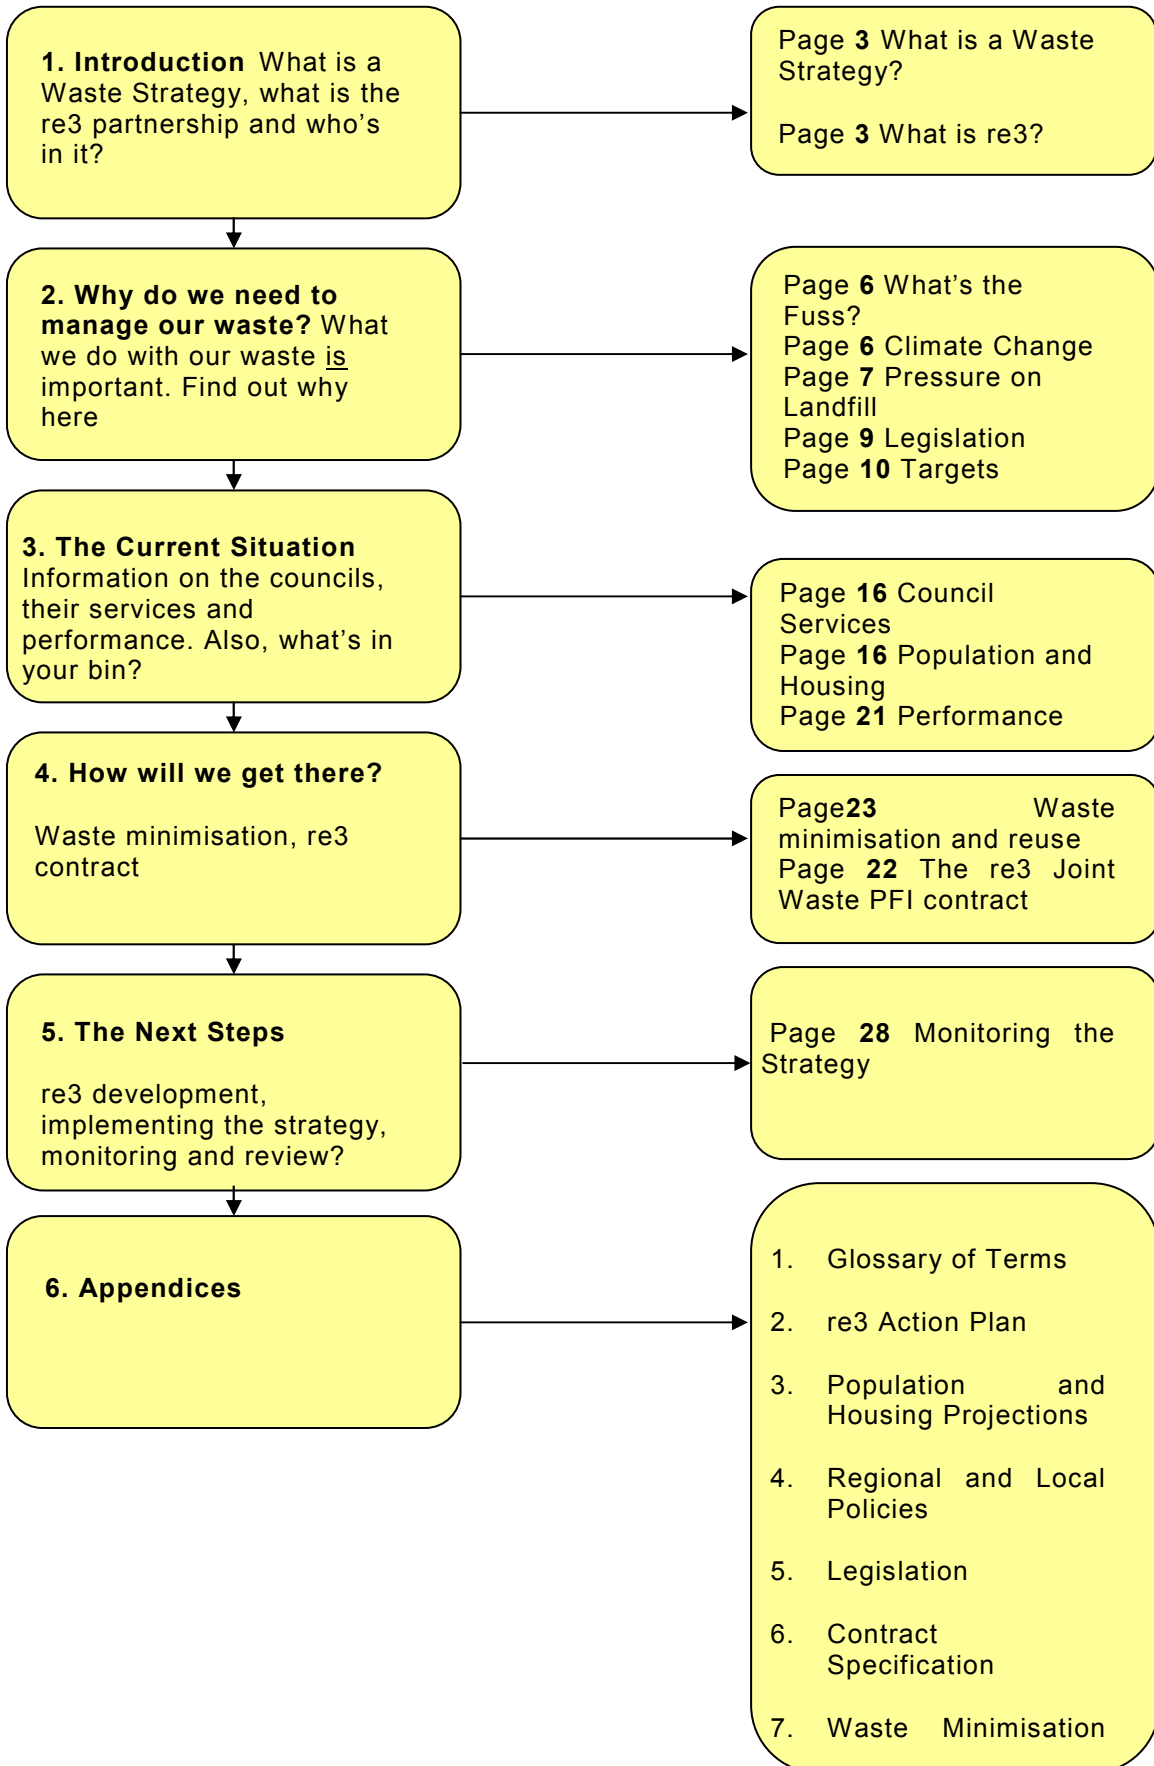 1. Introduction What is a
Waste Strategy, what is the
re3 partnership and who's
in it?
Page 3 What is a Waste
Strategy?
Page 3 What is re3?
2. Why do we need to
manage our waste? What
we do with our waste is
important. Find out why
here
Page 6 What's the
Fuss?
Page 6 Climate Change
Page 7 Pressure on
Landfill
Page 9 Legislation
Page 10 Targets
3. The Current Situation
Information on the councils,
their services and
performance. Also, what's in
your bin?
Page 16 Council
Services
Page 16 Population and
Housing
Page 21 Performance
4. How will we get there?
Waste minimisation, re3
contract
Page23 Waste
minimisation and reuse
Page 22 The re3 Joint
Waste PFI contract
5. The Next Steps
re3 development,
implementing the strategy,
monitoring and review?
Page 28 Monitoring the
Strategy
6. Appendices
1. Glossary of Terms
2. re3 Action Plan
3. Population and
Housing Projections
4. Regional and Local
Policies
5. Legislation
6. Contract
Specification
7. Waste Minimisation